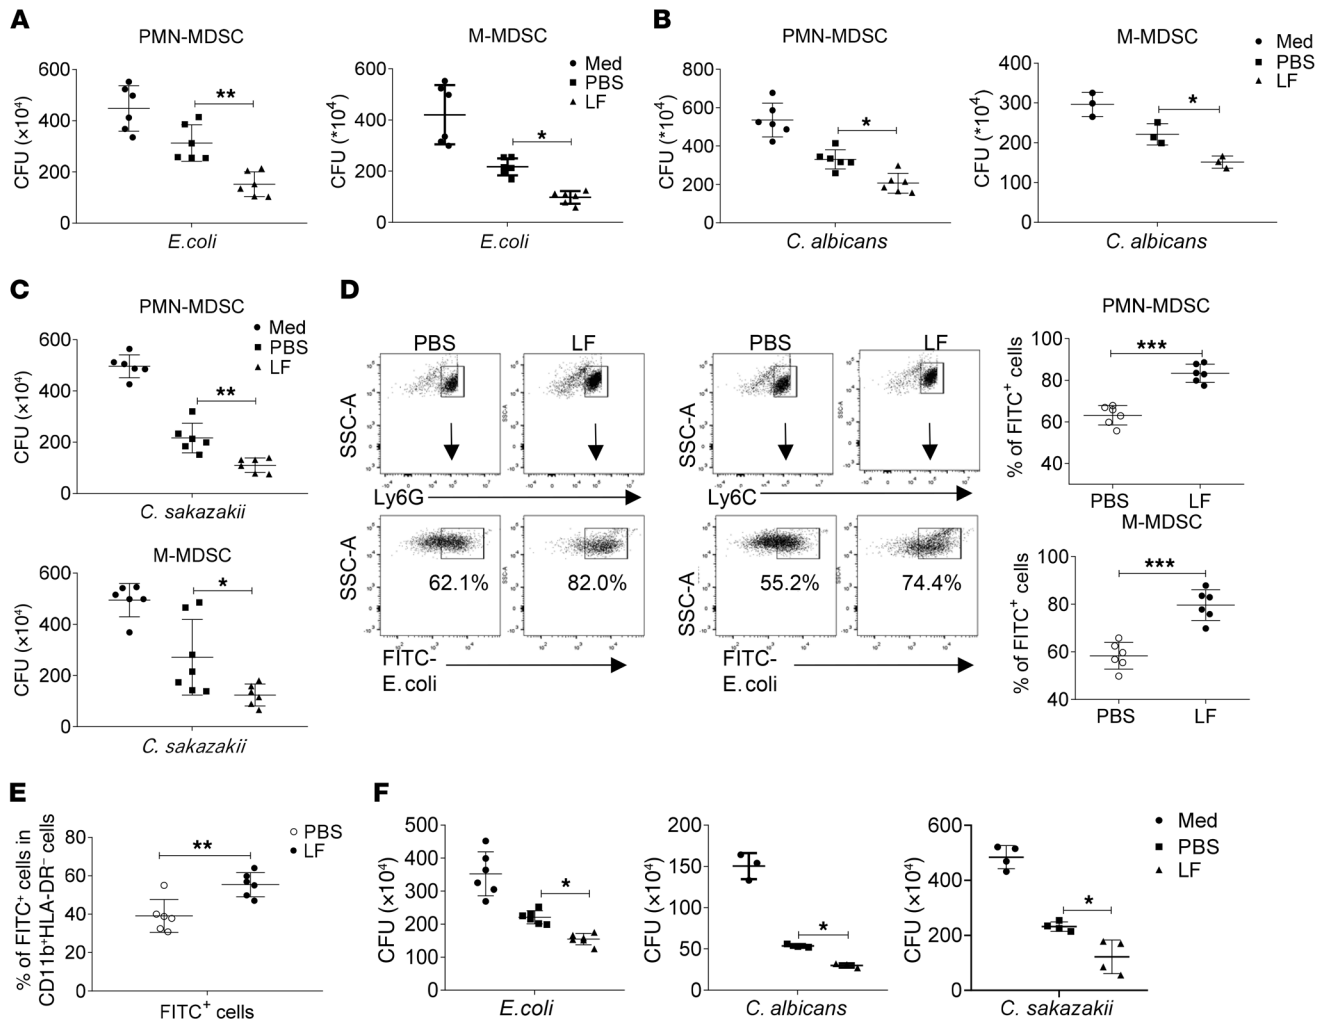 A
PMN-MDSC
CFU (×10⁴)
600
400
200
0
**
E.coli
M-MDSC
CFU (*10⁴)
600
400
200
0
*
E.coli
Med
PBS
LF
B
PMN-MDSC
CFU (*10⁴)
800
600
400
200
0
*
C. albicans
M-MDSC
CFU (*10⁴)
400
300
200
100
0
*
C. albicans
Med
PBS
LF
C
PMN-MDSC
CFU (×10⁴)
600
400
200
0
**
Med
PBS
LF
C. sakazakii
M-MDSC
CFU (×10⁴)
600
400
200
0
*
C. sakazakii
D
PBS
LF
SSC-A
SSC-A
Ly6G
SSC-A
62.1%
SSC-A
82.0%
FITC-
E. coli
PBS
LF
SSC-A
SSC-A
Ly6C
SSC-A
55.2%
SSC-A
74.4%
FITC-
E. coli
PMN-MDSC
% of FITC⁺ cells
100
80
60
40
***
PBS
LF
M-MDSC
% of FITC⁺ cells
100
80
60
40
***
PBS
LF
E
% of FITC⁺ cells in
CD11b⁺HLA-DR⁻ cells
80
60
40
20
0
**
PBS
LF
FITC⁺ cells
F
CFU (×10⁴)
500
400
300
200
100
0
*
E.coli
CFU (×10⁴)
200
150
100
50
0
*
C. albicans
CFU (×10⁴)
600
400
200
0
*
C. sakazakii
Med
PBS
LF